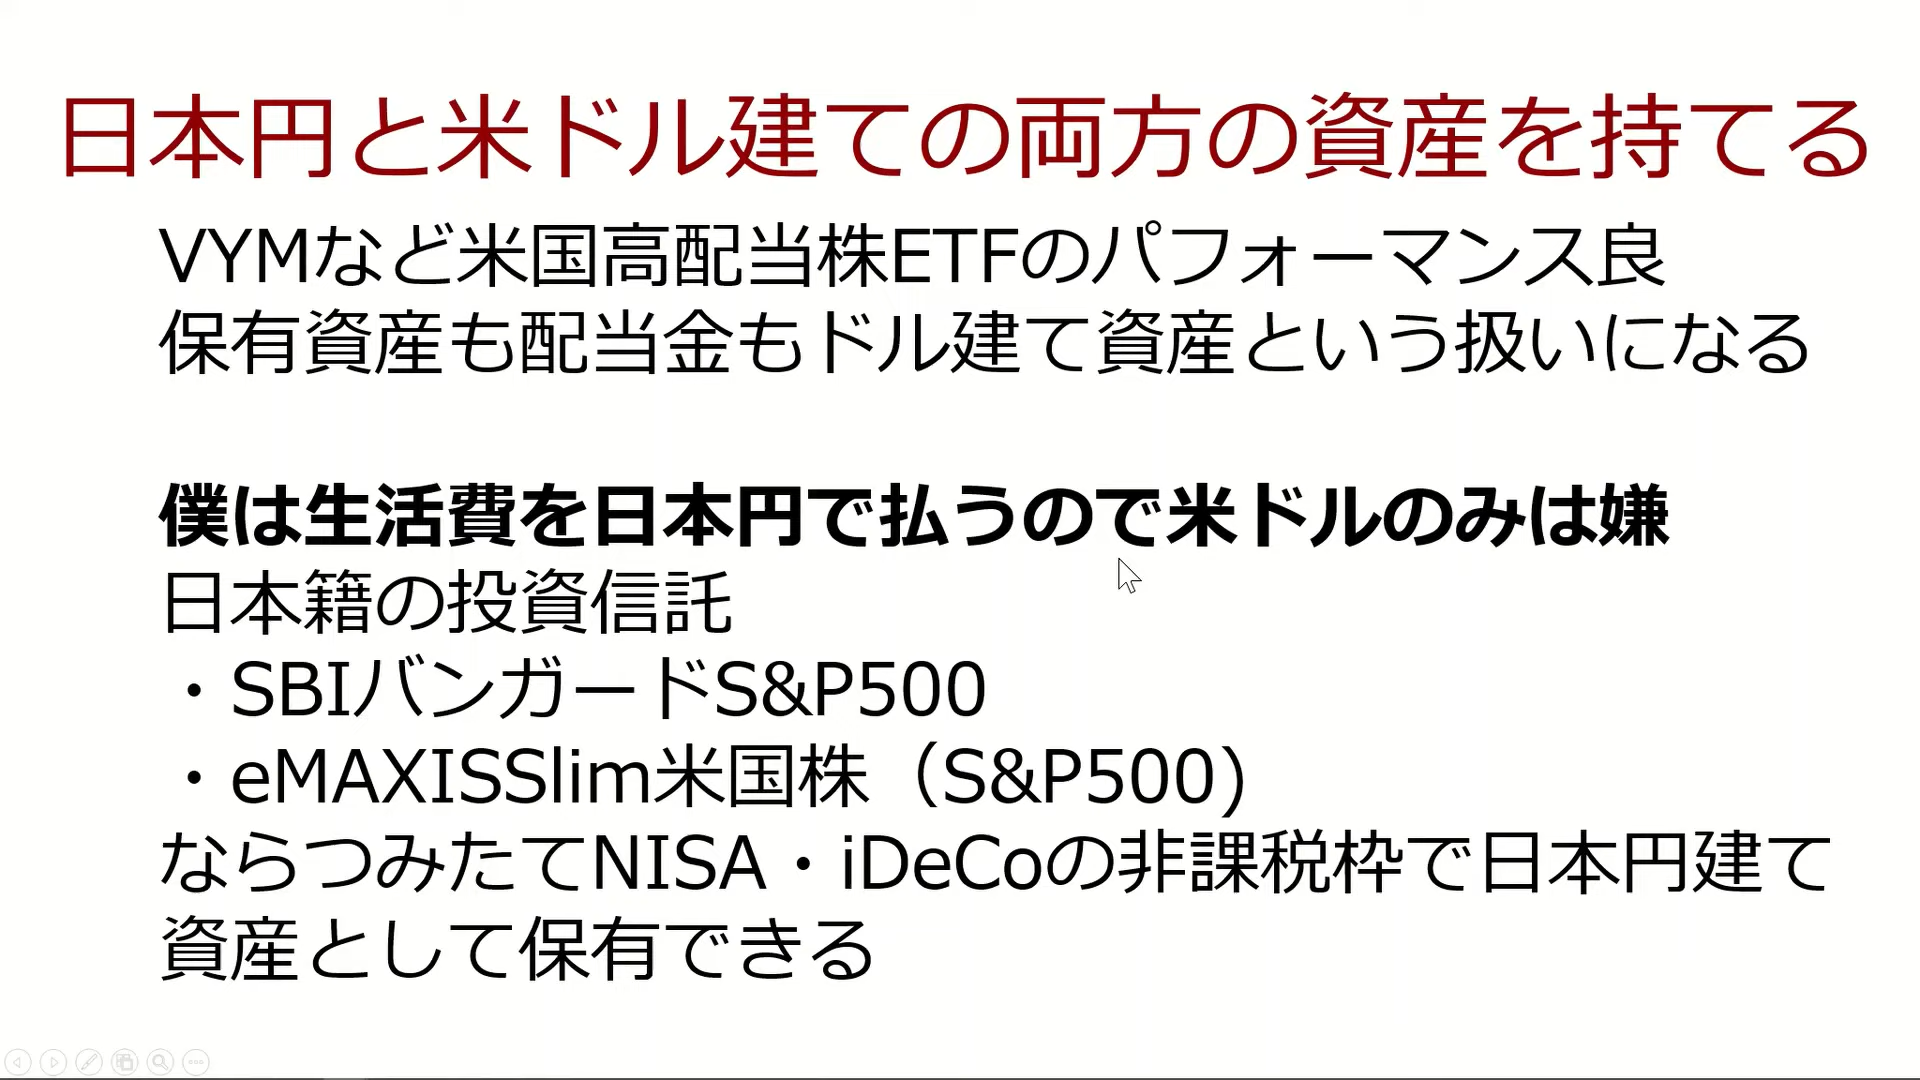 日本円と米ドル建ての両方の資産を持てる
VYMなど米国高配当株ETFのパフォーマンス良
保有資産も配当金もドル建て資産という扱いになる
僕は生活費を日本円で払うので米ドルのみは嫌
日本籍の投資信託
・SBIバンガードS&P500
・eMAXISSlim米国株（S&P500)
ならつみたてNISA・iDeCoの非課税枠で日本円建て
資産として保有できる